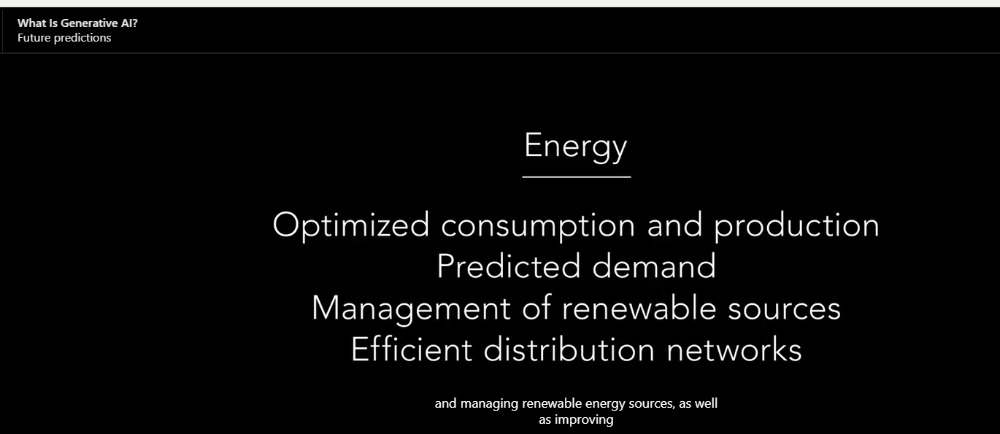 What Is Generative AI?
Future predictions
Energy
Optimized consumption and production
Predicted demand
Management of renewable sources
Efficient distribution networks
and managing renewable energy sources, as well
as improving